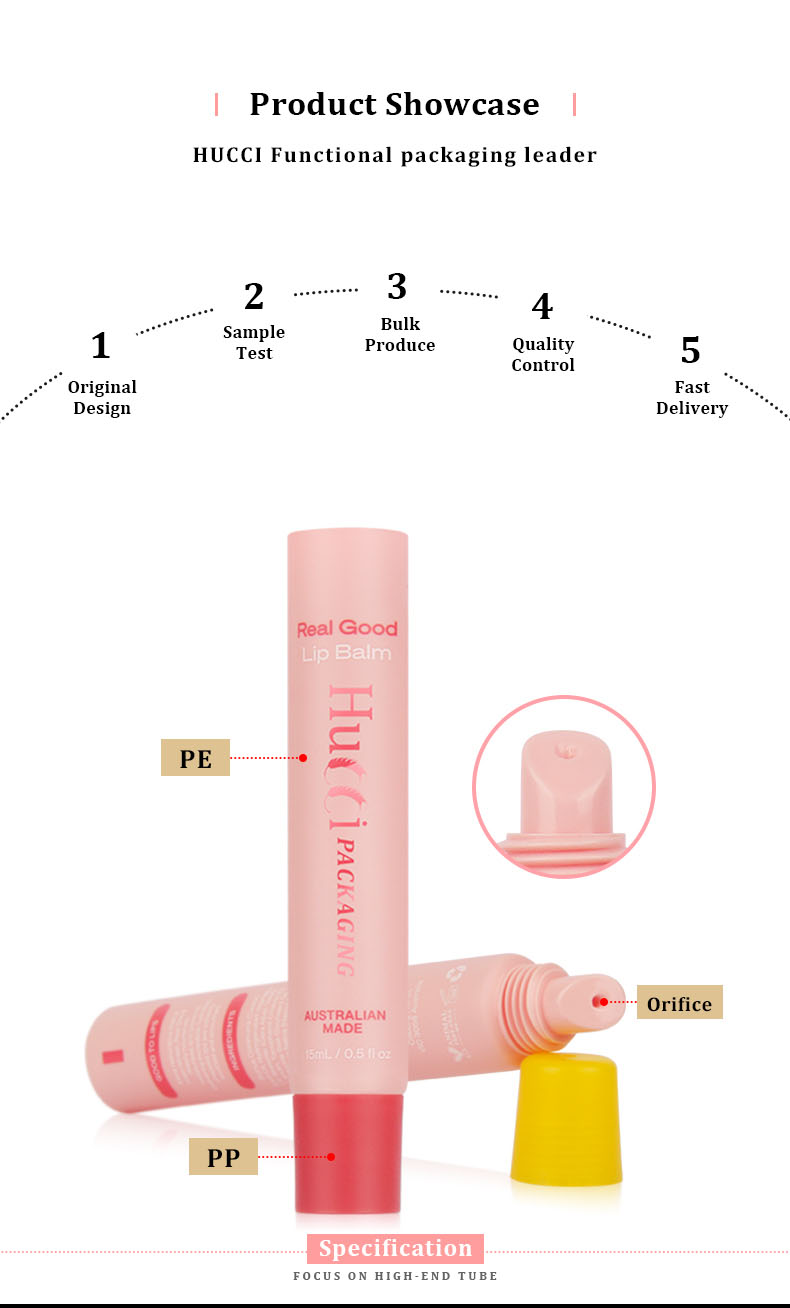 Product Showcase
HUCCI Functional packaging leader
1
Original
Design
2
Sample
Test
3
Bulk
Produce
4
Quality
Control
5
Fast
Delivery
Real Good
Lip Balm
Hucci PACKAGING
AUSTRALIAN
MADE
15mL / 0.5 fl oz
PE
Orifice
PP
Specification
FOCUS ON HIGH-END TUBE